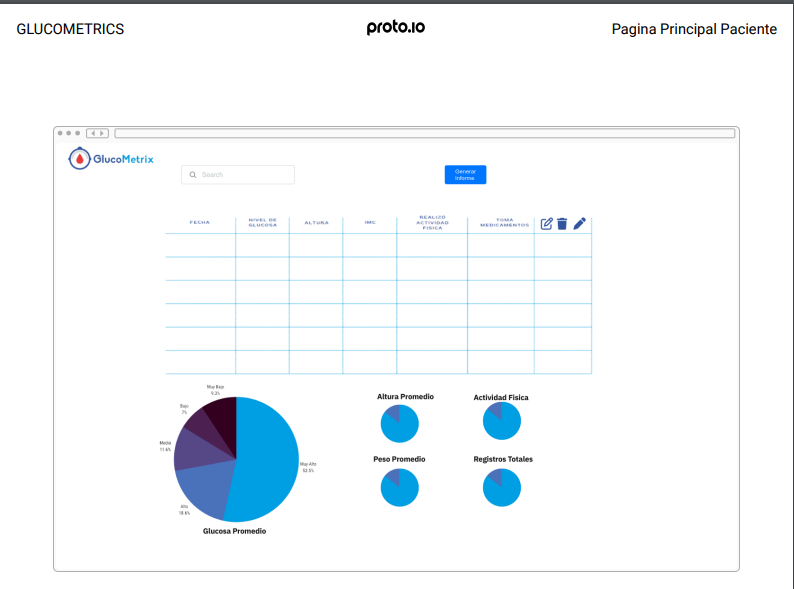 GLUCOMETRICS
proto.io
Pagina Principal Paciente
GlucoMetrix
Search
Generar
Informe
FECHA
NIVEL DE
GLUCOSA
ALTURA
IMC
REALIZO
ACTIVIDAD
FISICA
TOMA
MEDICAMENTOS
Muy Bajo
9.3%
Bajo
7%
Medio
11.6%
Alto
18.6%
Muy Alto
53.5%
Glucosa Promedio
Altura Promedio
Actividad Fisica
Peso Promedio
Registros Totales